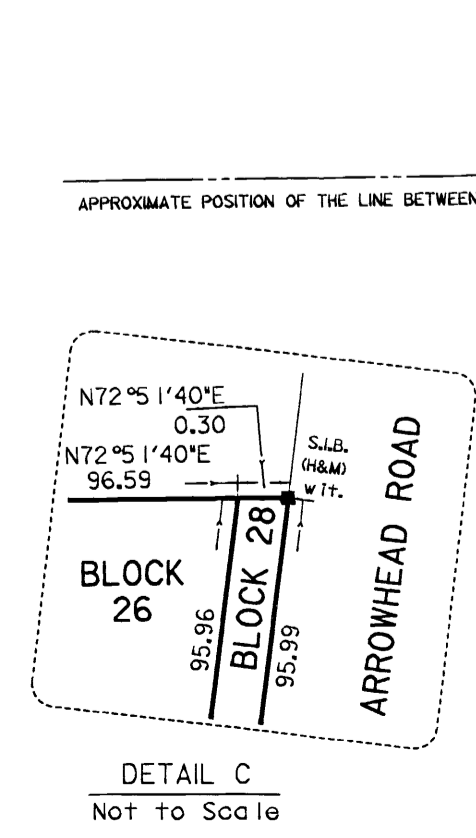 APPROXIMATE POSITION OF THE LINE BETWEEN
N72°51'40"E
0.30
N72°51'40"E
96.59
S.I.B.
(H&M)
wit.
BLOCK
26
BLOCK 28
95.96
95.99
ARROWHEAD ROAD
DETAIL C
Not to Scale